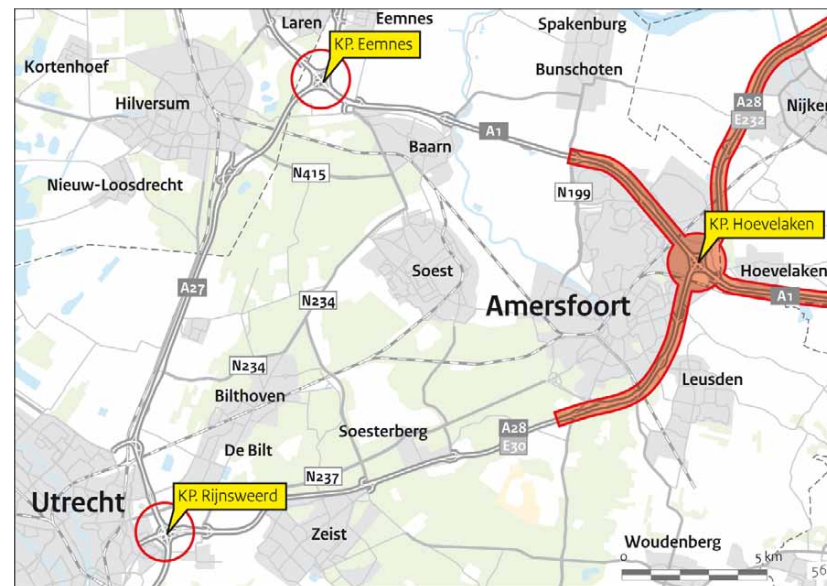 Laren
Eemnes
KP. Eemnes
Spakenburg
Kortenhoef
Bunschoten
Hilversum
A28
E232
A1
Baarn
N415
Nieuw-Loosdrecht
N199
KP. Hoevelaken
Soest
Hoevelaken
A27
N234
A1
Amersfoort
N234
Leusden
Bilthoven
Soesterberg
A28
E30
De Bilt
N237
KP. Rijnsweerd
Utrecht
Zeist
Woudenberg
0
5 km
56